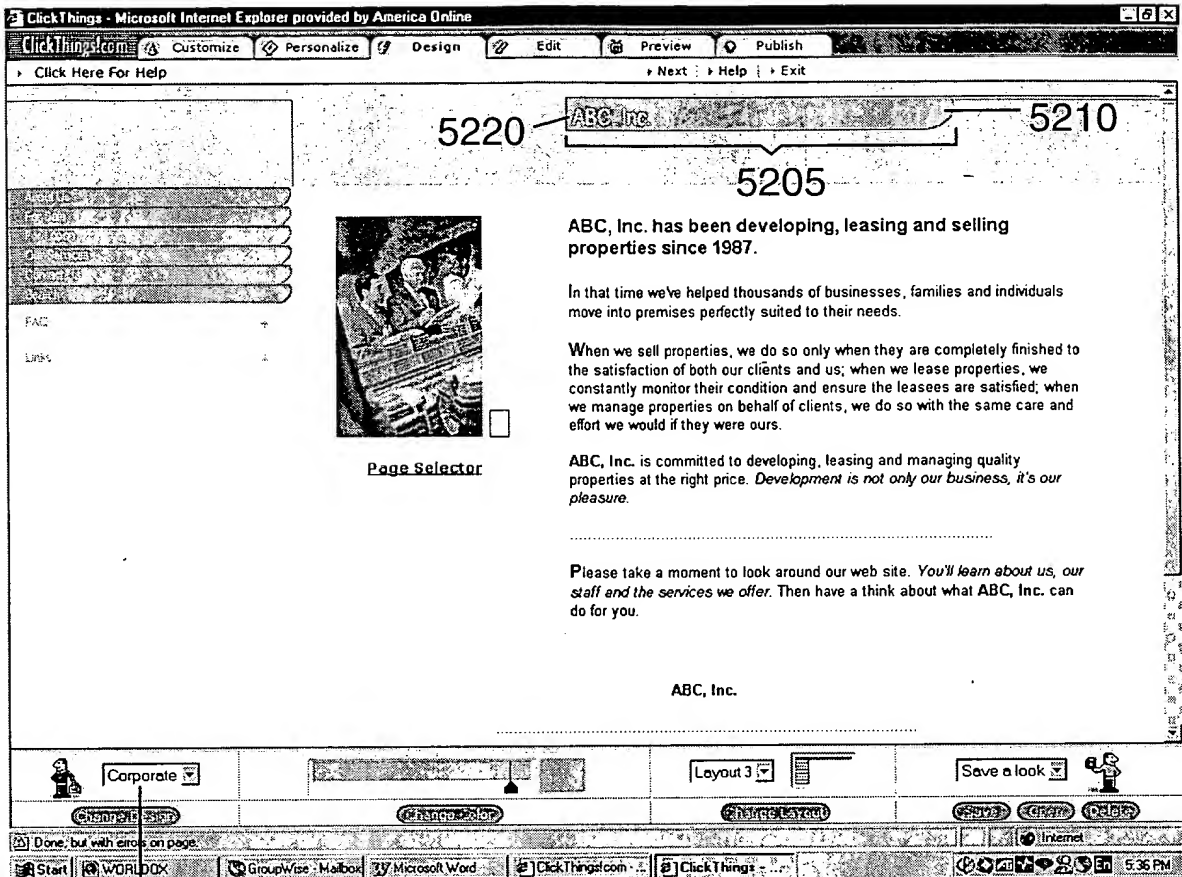 ClickThings - Microsoft Internet Explorer provided by America Online
ClickThings!com Customize Personalize Design Edit Preview Publish
Click Here For Help Next Help Exit
5220 ABC, Inc. 5210
5205
FAQ
Links
Page Selector
ABC, Inc. has been developing, leasing and selling
properties since 1987.
In that time we've helped thousands of businesses, families and individuals
move into premises perfectly suited to their needs.
When we sell properties, we do so only when they are completely finished to
the satisfaction of both our clients and us; when we lease properties, we
constantly monitor their condition and ensure the leasees are satisfied; when
we manage properties on behalf of clients, we do so with the same care and
effort we would if they were ours.
ABC, Inc. is committed to developing, leasing and managing quality
properties at the right price. Development is not only our business, it's our
pleasure.
Please take a moment to look around our web site. You'll learn about us, our
staff and the services we offer. Then have a think about what ABC, Inc. can
do for you.
ABC, Inc.
Corporate Layout 3 Save a look
Change Design Change Color Change Layout Save Open Delete
Done, but with errors on page. Internet
Start WORLDOX GroupWise - Mailbox Microsoft Word ClickThings!com - ... ClickThings - ... En 5:36 PM